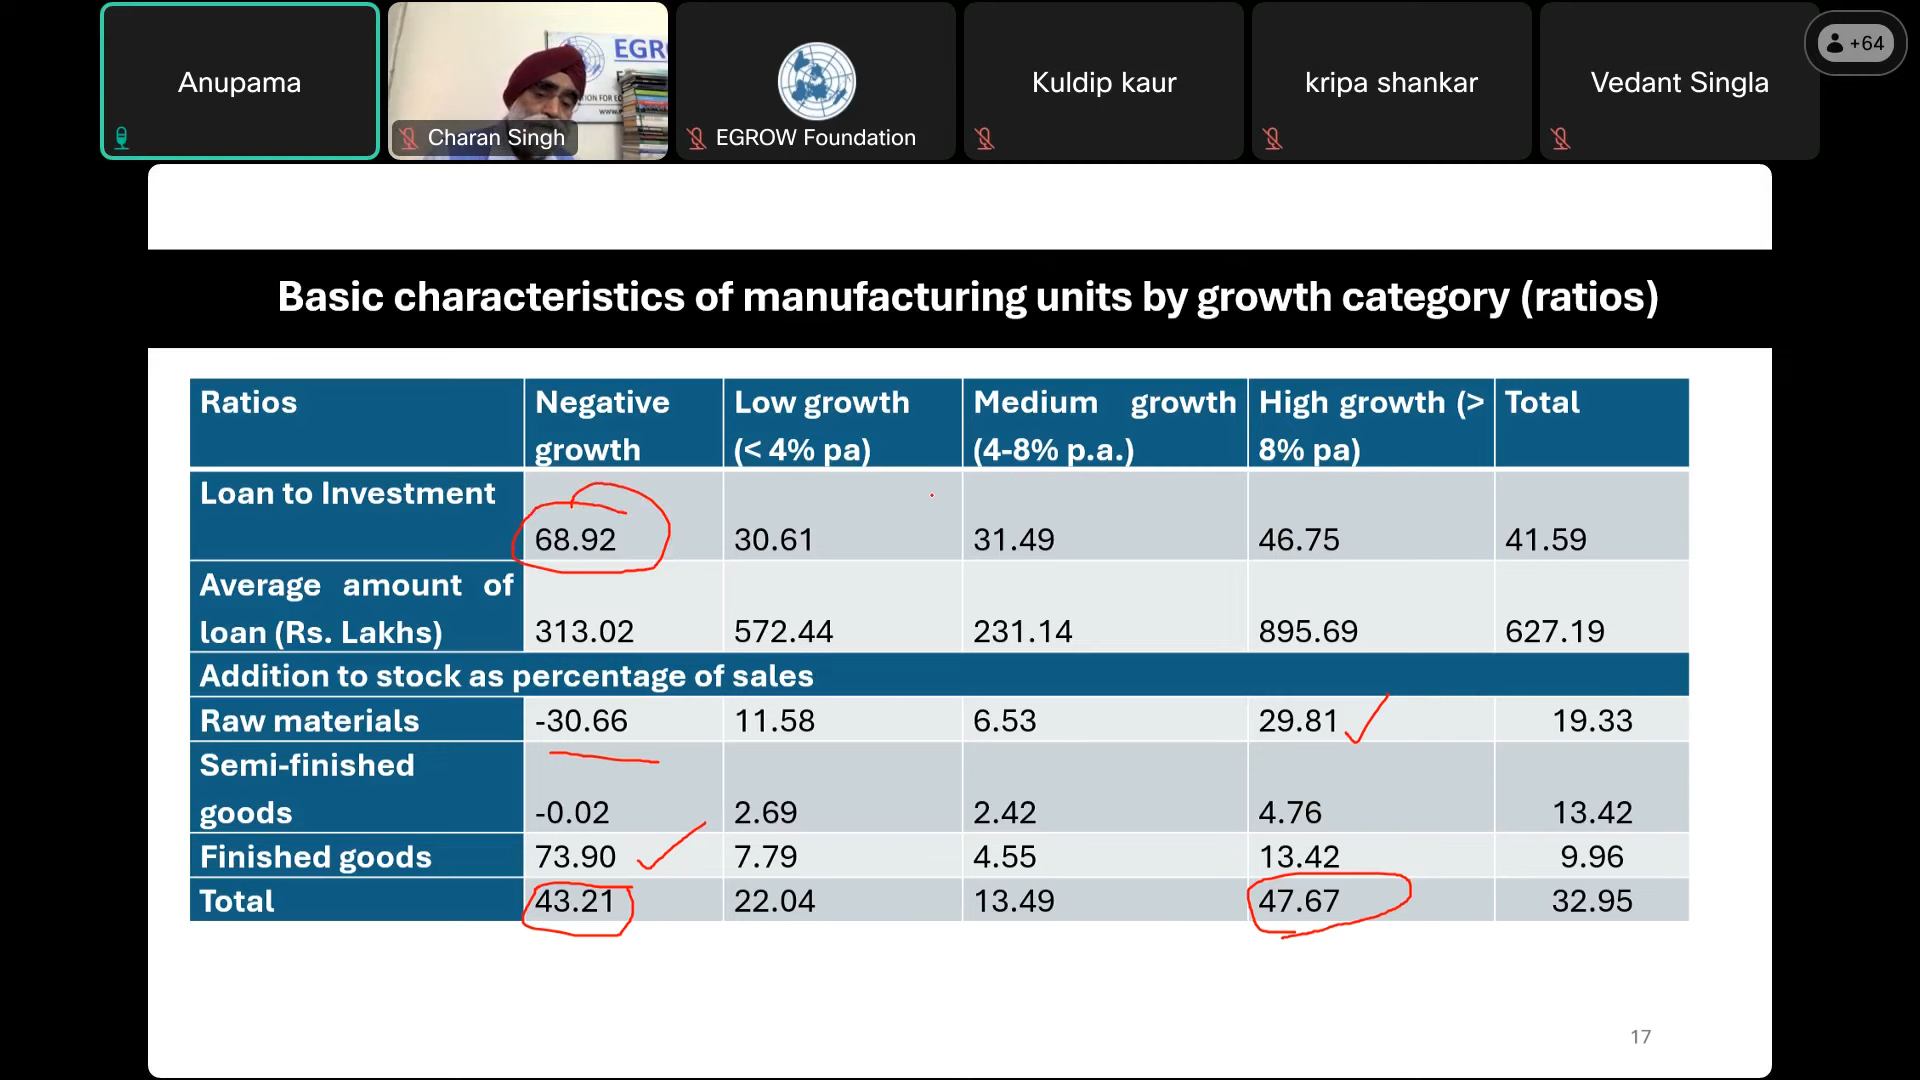 Anupama
EGR
ION FOR EC
www.
Charan Singh
EGROW Foundation
Kuldip kaur
kripa shankar
Vedant Singla
+64
Basic characteristics of manufacturing units by growth category (ratios)
Ratios
Negative growth
Low growth (< 4% pa)
Medium growth (4-8% p.a.)
High growth (> 8% pa)
Total
Loan to Investment
68.92
30.61
31.49
46.75
41.59
Average amount of loan (Rs. Lakhs)
313.02
572.44
231.14
895.69
627.19
Addition to stock as percentage of sales
Raw materials
-30.66
11.58
6.53
29.81
19.33
Semi-finished goods
-0.02
2.69
2.42
4.76
13.42
Finished goods
73.90
7.79
4.55
13.42
9.96
Total
43.21
22.04
13.49
47.67
32.95
17